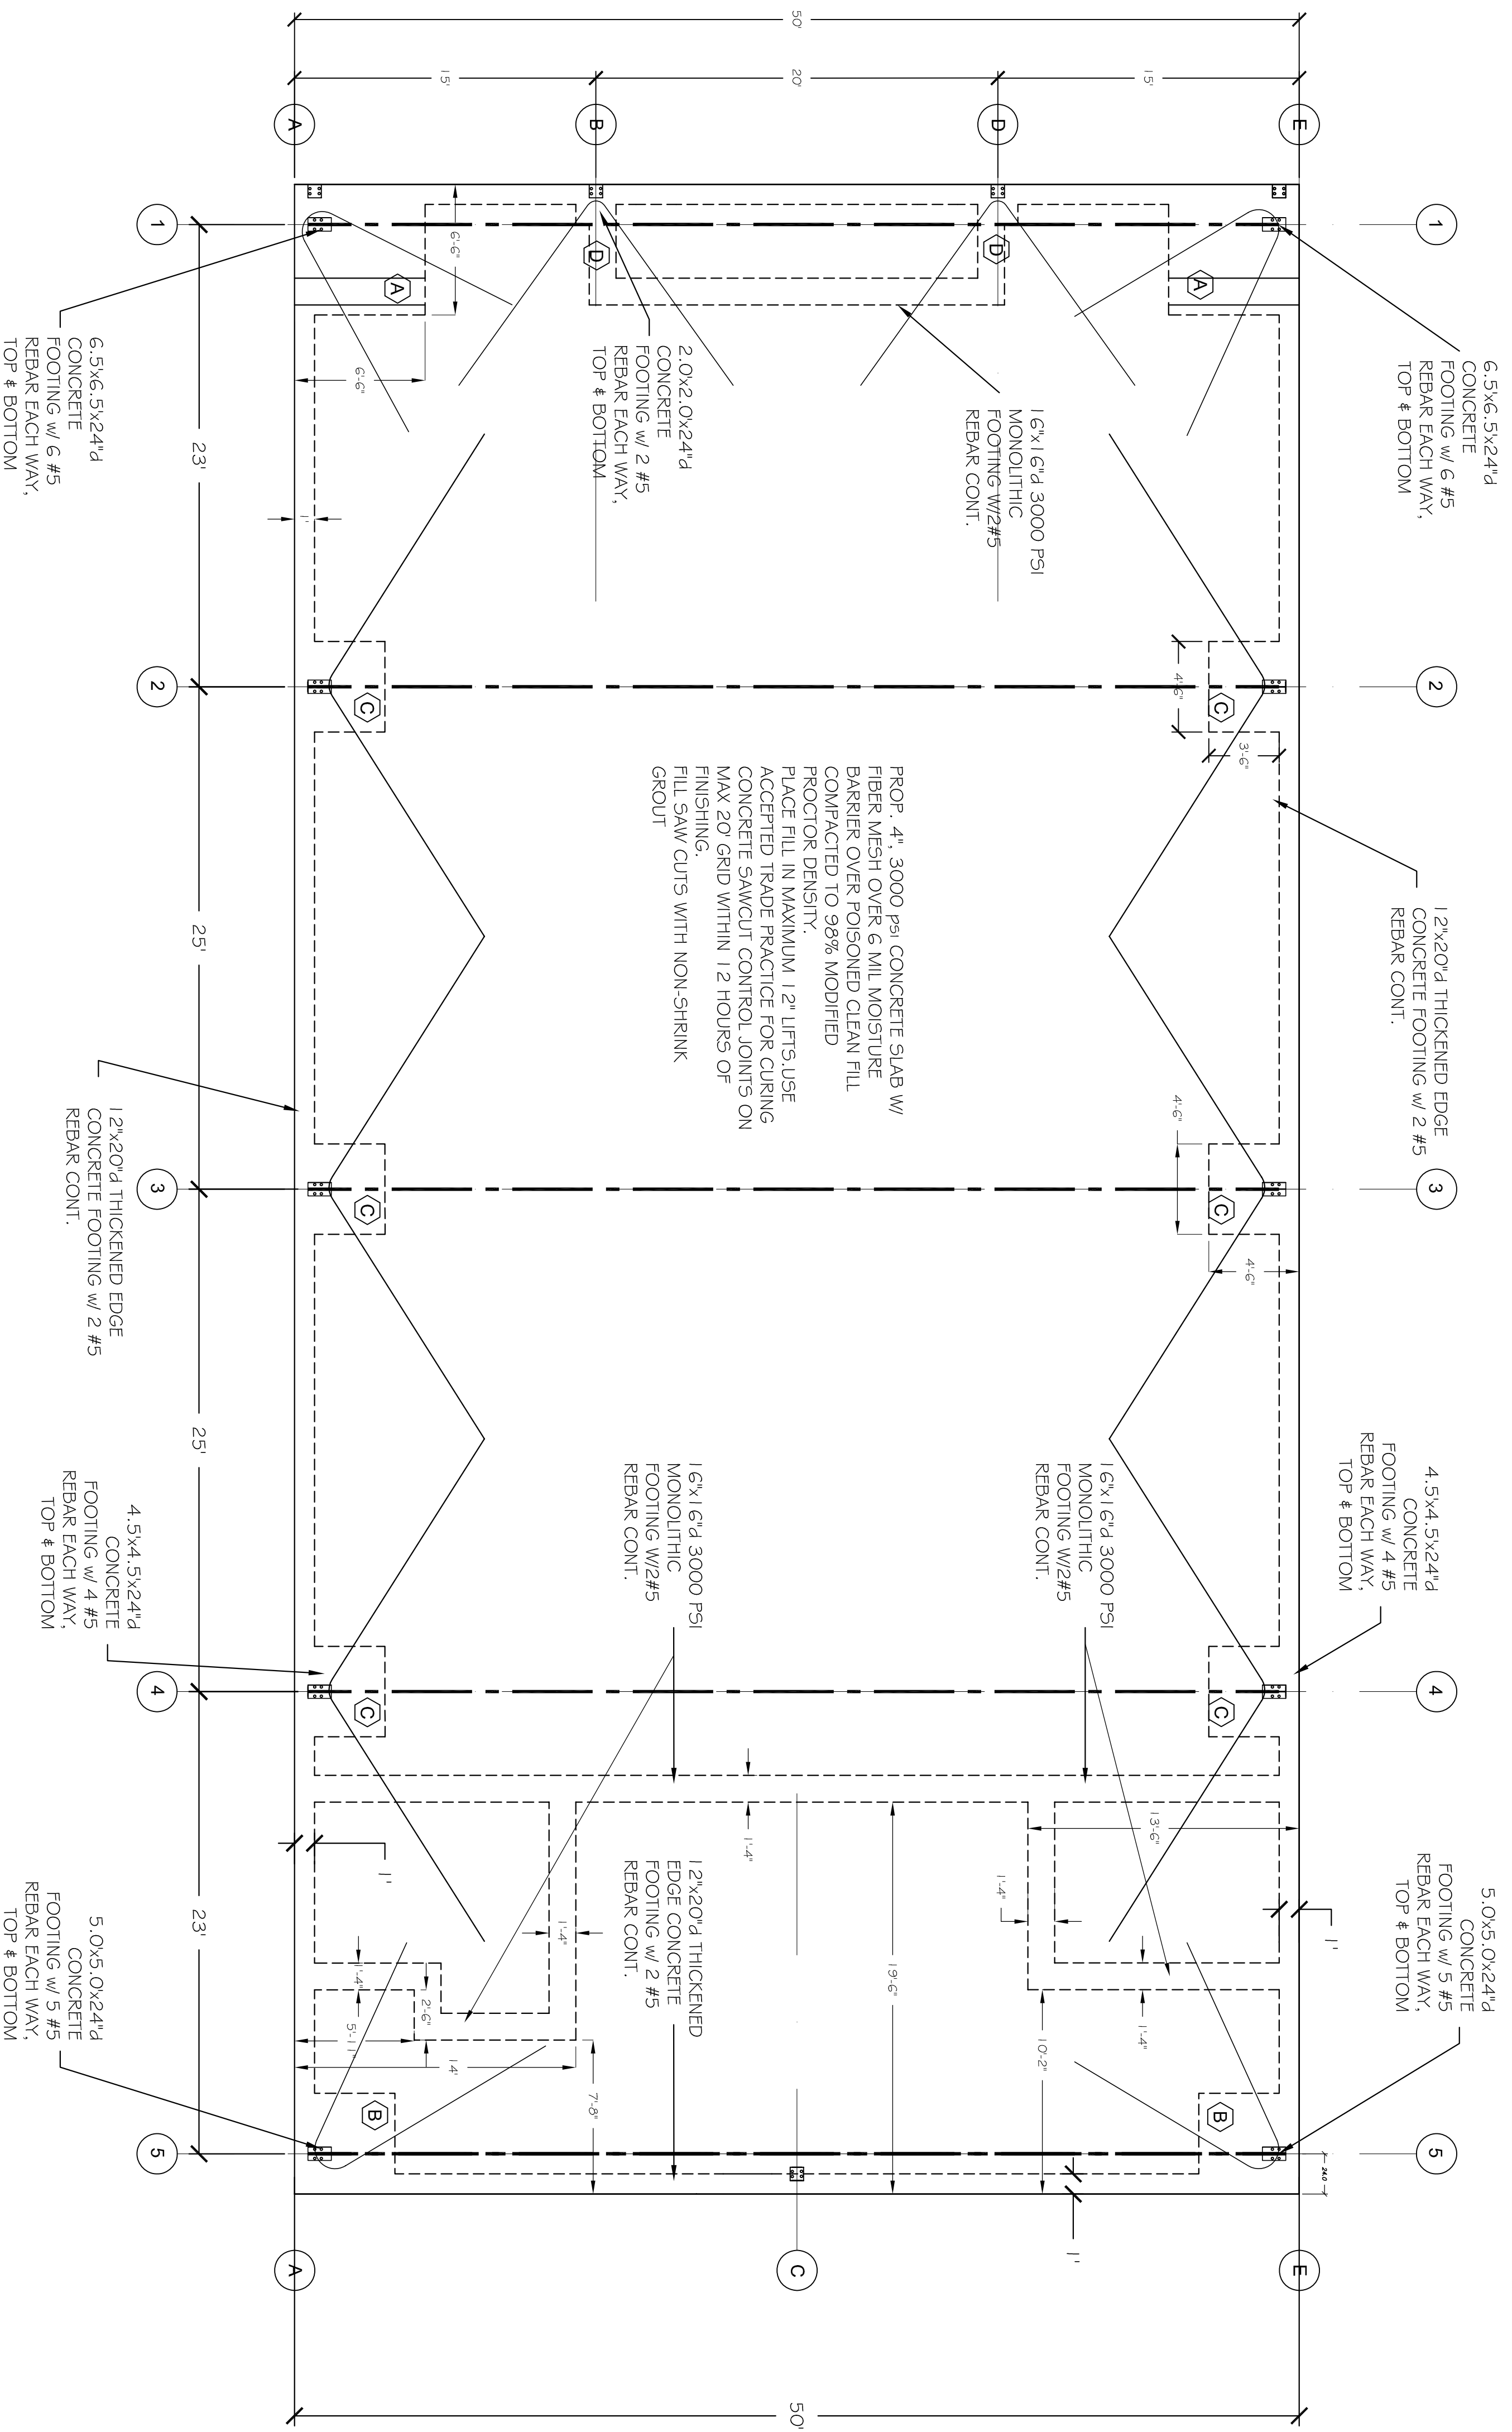 50'
15'
20'
15'
A
B
D
E
1
1
6'-6"
A
D
D
A
6'-6"
6.5'x6.5'x24"d
CONCRETE
FOOTING w/ 6 #5
REBAR EACH WAY,
TOP & BOTTOM
2.0'x2.0'x24"d
CONCRETE
FOOTING w/ 2 #5
REBAR EACH WAY,
TOP & BOTTOM
16"x16"d 3000 PSI
MONOLITHIC
FOOTING W/2#5
REBAR CONT.
6.5'x6.5'x24"d
CONCRETE
FOOTING w/ 6 #5
REBAR EACH WAY,
TOP & BOTTOM
23'
1'
2
2
C
C
4'-6"
3'-6"
PROP. 4", 3000 psi CONCRETE SLAB W/
FIBER MESH OVER 6 MIL MOISTURE
BARRIER OVER POISONED CLEAN FILL
COMPACTED TO 98% MODIFIED
PROCTOR DENSITY.
PLACE FILL IN MAXIMUM 12" LIFTS.USE
ACCEPTED TRADE PRACTICE FOR CURING
CONCRETE SAWCUT CONTROL JOINTS ON
MAX 20' GRID WITHIN 12 HOURS OF
FINISHING.
FILL SAW CUTS WITH NON-SHRINK
GROUT
12"x20"d THICKENED EDGE
CONCRETE FOOTING w/ 2 #5
REBAR CONT.
25'
12"x20"d THICKENED EDGE
CONCRETE FOOTING w/ 2 #5
REBAR CONT.
3
3
C
C
4'-6"
4'-6"
25'
4.5'x4.5'x24"d
CONCRETE
FOOTING w/ 4 #5
REBAR EACH WAY,
TOP & BOTTOM
16"x16"d 3000 PSI
MONOLITHIC
FOOTING W/2#5
REBAR CONT.
16"x16"d 3000 PSI
MONOLITHIC
FOOTING W/2#5
REBAR CONT.
4.5'x4.5'x24"d
CONCRETE
FOOTING w/ 4 #5
REBAR EACH WAY,
TOP & BOTTOM
4
4
C
C
1'-4"
13'-6"
1'
1'-4"
12"x20"d THICKENED
EDGE CONCRETE
FOOTING w/ 2 #5
REBAR CONT.
1'-4"
19'-6"
1'
23'
5.0'x5.0'x24"d
CONCRETE
FOOTING w/ 5 #5
REBAR EACH WAY,
TOP & BOTTOM
1'-4"
2'-6"
5'-11"
14'
7'-8"
10'-2"
1'-4"
5.0'x5.0'x24"d
CONCRETE
FOOTING w/ 5 #5
REBAR EACH WAY,
TOP & BOTTOM
B
B
5
5
24.0
1'
A
C
E
50'